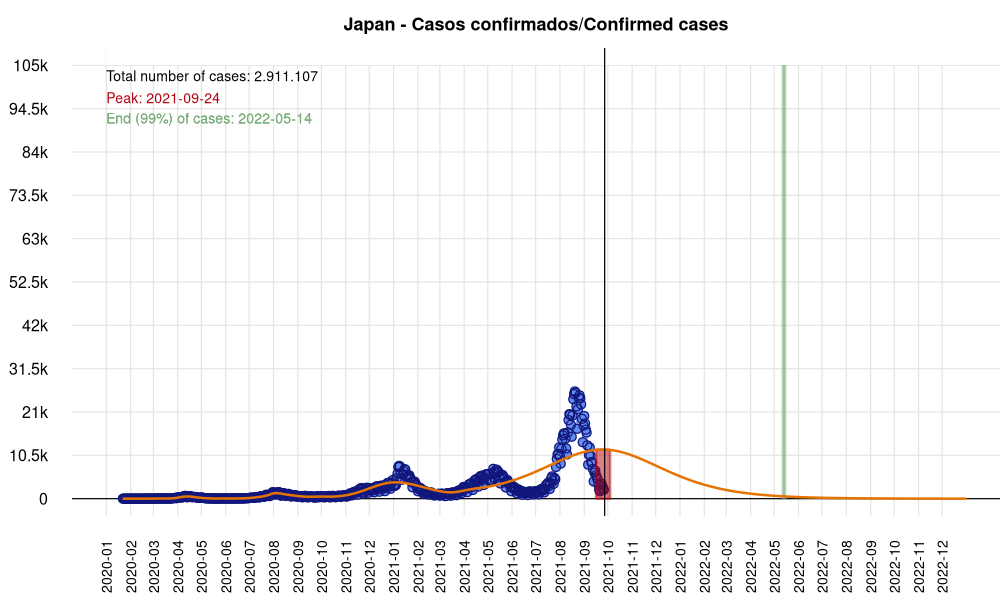 Japan - Casos confirmados/Confirmed cases
Total number of cases: 2.911.107
Peak: 2021-09-24
End (99%) of cases: 2022-05-14
105k
94.5k
84k
73.5k
63k
52.5k
42k
31.5k
21k
10.5k
0
2020-01
2020-02
2020-03
2020-04
2020-05
2020-06
2020-07
2020-08
2020-09
2020-10
2020-11
2020-12
2021-01
2021-02
2021-03
2021-04
2021-05
2021-06
2021-07
2021-08
2021-09
2021-10
2021-11
2021-12
2022-01
2022-02
2022-03
2022-04
2022-05
2022-06
2022-07
2022-08
2022-09
2022-10
2022-11
2022-12